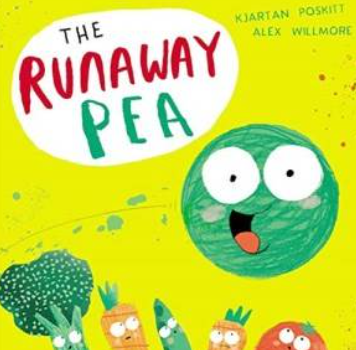 THE
RUNAWAY
PEA
KJARTAN POSKITT
ALEX WILLMORE